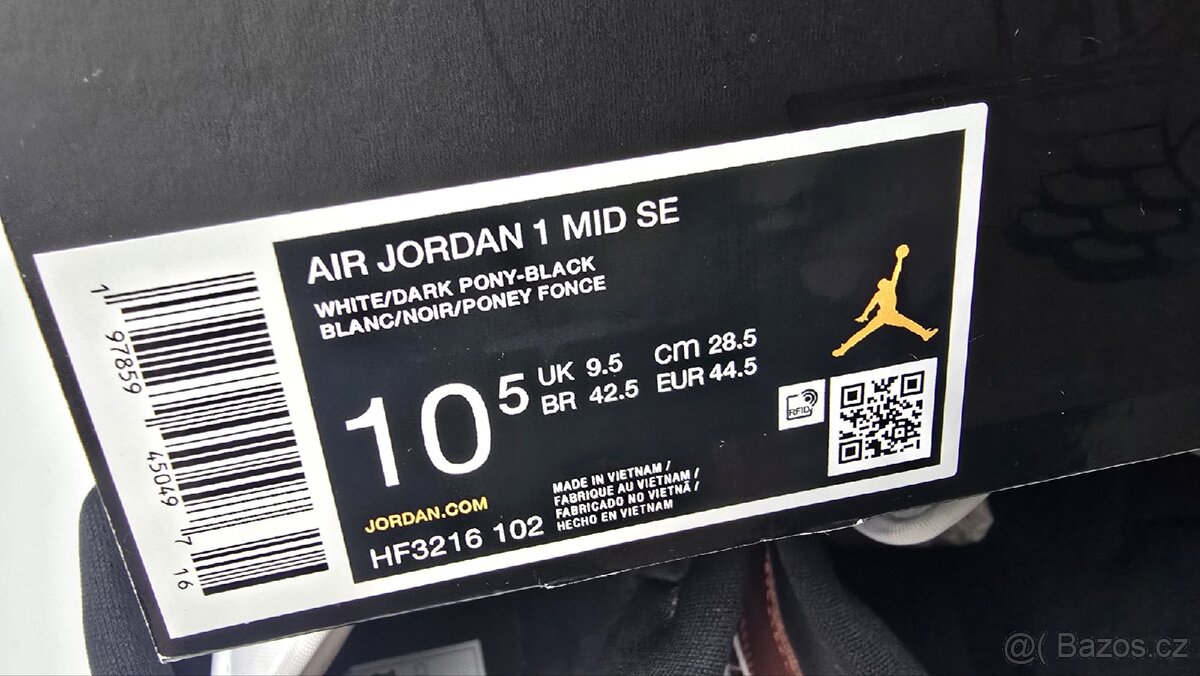 AIR JORDAN 1 MID SE
WHITE/DARK PONY-BLACK
BLANC/NOIR/PONEY FONCE
10 5
UK 9.5 cm 28.5
BR 42.5 EUR 44.5
RFID
JORDAN.COM
HF3216 102
MADE IN VIETNAM /
FABRIQUE AU VIETNAM /
FABRICADO NO VIETNÃ /
HECHO EN VIETNAM
1 97859 45049 7 16
@( Bazos.cz